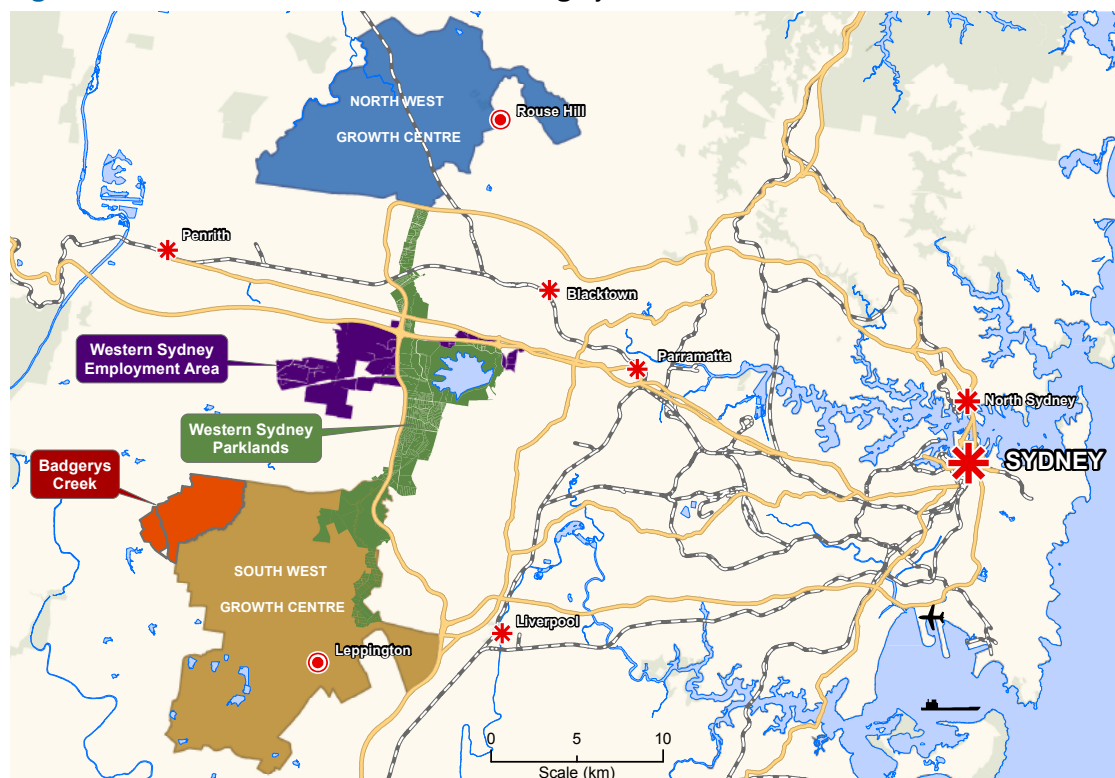 NORTH WEST
GROWTH CENTRE
Rouse Hill
Penrith
Blacktown
Western Sydney
Employment Area
Parramatta
North Sydney
Western Sydney
Parklands
SYDNEY
Badgerys
Creek
SOUTH WEST
GROWTH CENTRE
Liverpool
Leppington
0 5 10
Scale (km)